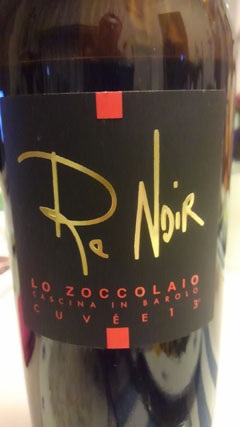 Re Noir
LO ZOCCOLAIO
CASCINA IN BAROLO
CUVÉE 13